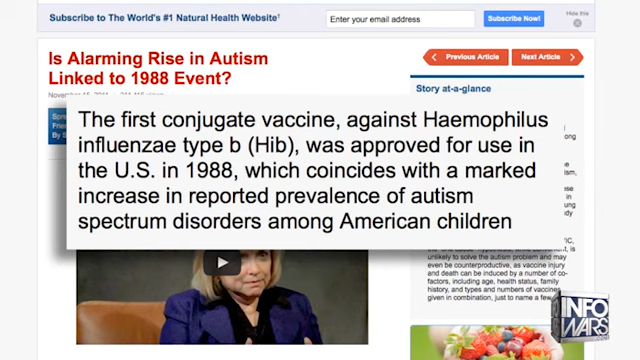 Subscribe to The World's #1 Natural Health Website
Enter your email address
Subscribe Now!
Hide this
Is Alarming Rise in Autism
Linked to 1988 Event?
Previous Article
Next Article
November 15, 2011
Story at-a-glance
The first conjugate vaccine, against Haemophilus
influenzae type b (Hib), was approved for use in
the U.S. in 1988, which coincides with a marked
increase in reported prevalence of autism
spectrum disorders among American children
unlikely to solve the autism problem and may
even be counterproductive, as vaccine injury
and death can be induced by a number of co-
factors, including age, health status, family
history, and types and numbers of vaccines
given in combination, just to name a few
INFO
WARS